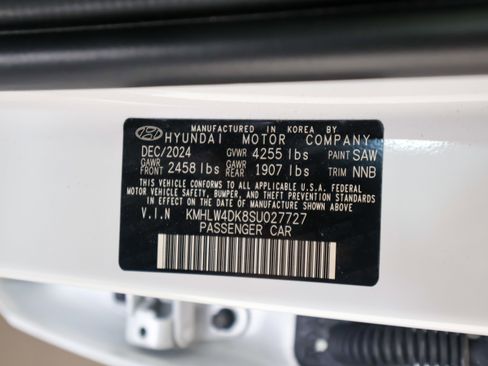 MANUFACTURED IN KOREA BY
HYUNDAI MOTOR COMPANY
DEC/2024 GVWR 4255 lbs PAINT SAW
GAWR FRONT 2458 lbs GAWR REAR 1907 lbs TRIM NNB
THIS VEHICLE CONFORMS TO ALL APPLICABLE U.S.A. FEDERAL
MOTOR VEHICLE SAFETY, BUMPER, AND THEFT PREVENTION STANDARDS
IN EFFECT ON THE DATE OF MANUFACTURE SHOWN ABOVE.
V.I.N KMHLW4DK8SU027727
PASSENGER CAR